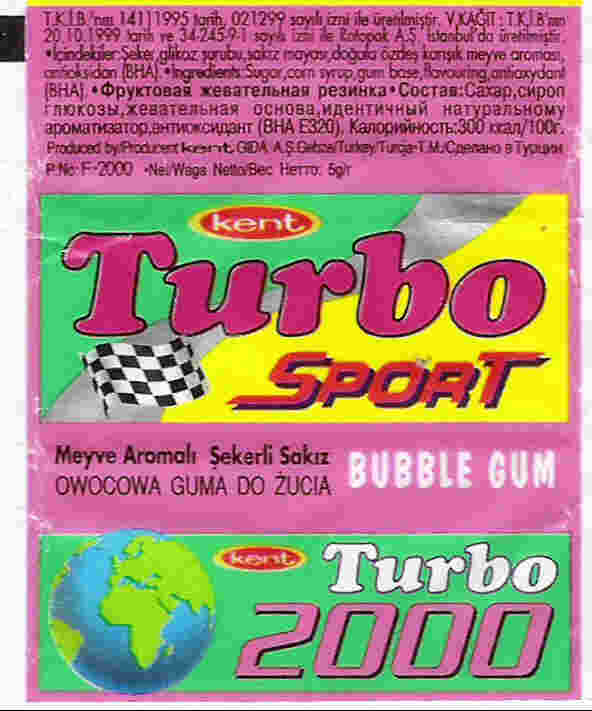 T.K.İ.B.'nın 14.11.1995 tarih, 021299 sayılı izni ile üretilmiştir. V.KAĞIT : T.K.İ.B'nın
20.10.1999 tarih ve 34-245-9-1 sayılı izni ile Rotopak A.Ş. İstanbul'da üretilmiştir.
•İçindekiler: Şeker, glikoz şurubu, sakız mayası, doğala özdeş karışık meyve aroması,
antioksidan (BHA). •Ingredients: Sugar, corn syrup, gum base, flavouring, antioxydant
(BHA). •Фруктовая жевательная резинка•Состав:Сахар,сироп
глюкозы,жевательная основа,идентичный натуральному
ароматизатор,антиоксидант (BHA E320). Калорийность:300 ккал/100г.
Produced by/Producent kent. GIDA A.Ş.Gebze/Turkey/Turcja-T.M./Сделано в Турции
P.No: F-2000 •Net/Waga Netto/Вес Нетто: 5g/г
kent
Turbo
SPORT
Meyve Aromalı Şekerli Sakız
OWOCOWA GUMA DO ŻUCIA
BUBBLE GUM
kent
Turbo
2000